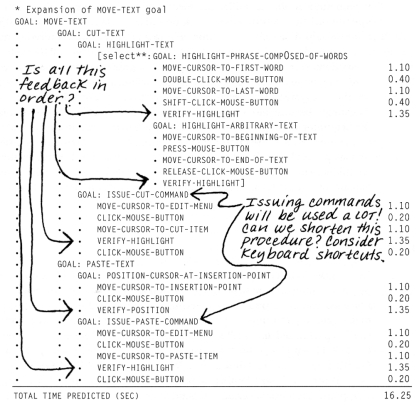 * Expansion of MOVE-TEXT goal
GOAL: MOVE-TEXT
. GOAL: CUT-TEXT
. . GOAL: HIGHLIGHT-TEXT
. . . [select**:GOAL: HIGHLIGHT-PHRASE-COMPOSED-OF-WORDS
Is all this
feedback in
order?
. MOVE-CURSOR-TO-FIRST-WORD 1.10
. DOUBLE-CLICK-MOUSE-BUTTON 0.40
. MOVE-CURSOR-TO-LAST-WORD 1.10
. SHIFT-CLICK-MOUSE-BUTTON 0.40
. VERIFY-HIGHLIGHT 1.35
GOAL: HIGHLIGHT-ARBITRARY-TEXT
. MOVE-CURSOR-TO-BEGINNING-OF-TEXT
. PRESS-MOUSE-BUTTON
. MOVE-CURSOR-TO-END-OF-TEXT
. RELEASE-CLICK-MOUSE-BUTTON
. VERIFY-HIGHLIGHT]
. . GOAL: ISSUE-CUT-COMMAND
. . . MOVE-CURSOR-TO-EDIT-MENU 1.10
. . . CLICK-MOUSE-BUTTON 0.20
. . . MOVE-CURSOR-TO-CUT-ITEM 1.10
. . . VERIFY-HIGHLIGHT 1.35
. . . CLICK-MOUSE-BUTTON 0.20
Issuing commands
will be used a LOT!
Can we shorten this
procedure? Consider
Keyboard shortcuts.
. GOAL: PASTE-TEXT
. . GOAL: POSITION-CURSOR-AT-INSERTION-POINT
. . . MOVE-CURSOR-TO-INSERTION-POINT 1.10
. . . CLICK-MOUSE-BUTTON 0.20
. . . VERIFY-POSITION 1.35
. . GOAL: ISSUE-PASTE-COMMAND
. . . MOVE-CURSOR-TO-EDIT-MENU 1.10
. . . CLICK-MOUSE-BUTTON 0.20
. . . MOVE-CURSOR-TO-PASTE-ITEM 1.10
. . . VERIFY-HIGHLIGHT 1.35
. . . CLICK-MOUSE-BUTTON 0.20
TOTAL TIME PREDICTED (SEC) 16.25